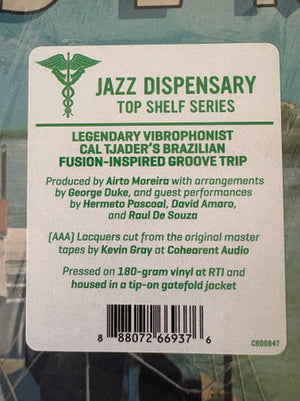 JAZZ DISPENSARY
TOP SHELF SERIES
LEGENDARY VIBROPHONIST
CAL TJADER'S BRAZILIAN
FUSION-INSPIRED GROOVE TRIP
Produced by Airto Moreira with arrangements
by George Duke, and guest performances
by Hermeto Pascoal, David Amaro,
and Raul De Souza
(AAA) Lacquers cut from the original master
tapes by Kevin Gray at Cohearent Audio
Pressed on 180-gram vinyl at RTI and
housed in a tip-on gatefold jacket
8 88072 66937 6
CR00647